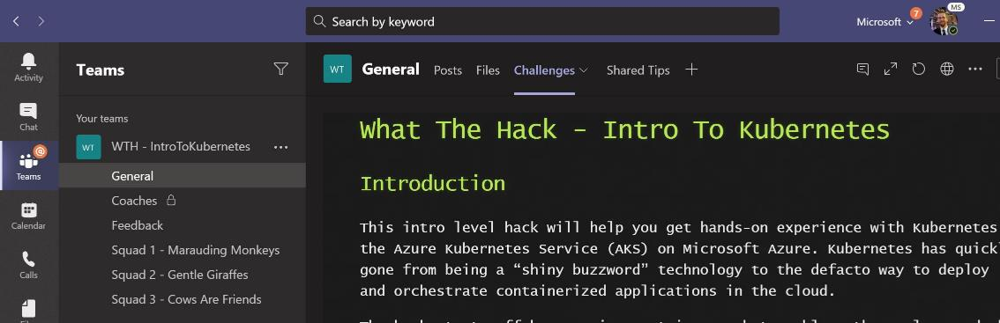 Search by keyword
Microsoft
7
MS
Activity
Chat
@
Teams
Calendar
Calls
Teams
Your teams
WT
WTH - IntroToKubernetes
General
Coaches
Feedback
Squad 1 - Marauding Monkeys
Squad 2 - Gentle Giraffes
Squad 3 - Cows Are Friends
WT
General Posts Files Challenges Shared Tips
What The Hack - Intro To Kubernetes
Introduction
This intro level hack will help you get hands-on experience with Kubernetes
the Azure Kubernetes Service (AKS) on Microsoft Azure. Kubernetes has quick
gone from being a “shiny buzzword” technology to the defacto way to deploy
and orchestrate containerized applications in the cloud.